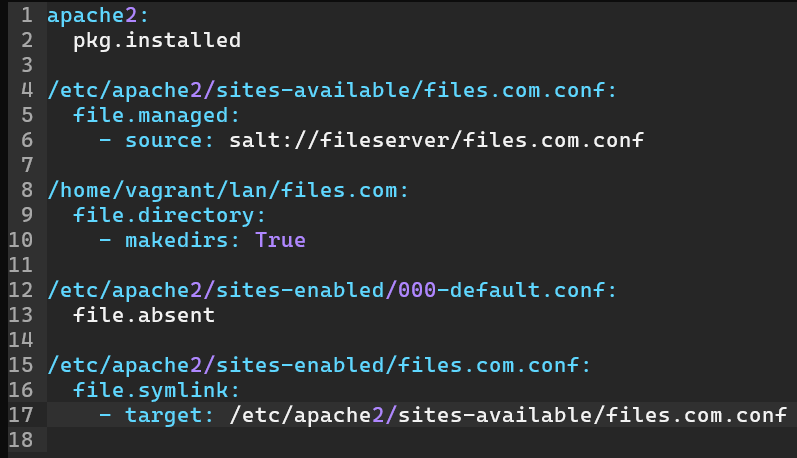 1 apache2:
2   pkg.installed
3
4 /etc/apache2/sites-available/files.com.conf:
5   file.managed:
6     - source: salt://fileserver/files.com.conf
7
8 /home/vagrant/lan/files.com:
9   file.directory:
10     - makedirs: True
11
12 /etc/apache2/sites-enabled/000-default.conf:
13   file.absent
14
15 /etc/apache2/sites-enabled/files.com.conf:
16   file.symlink:
17     - target: /etc/apache2/sites-available/files.com.conf
18